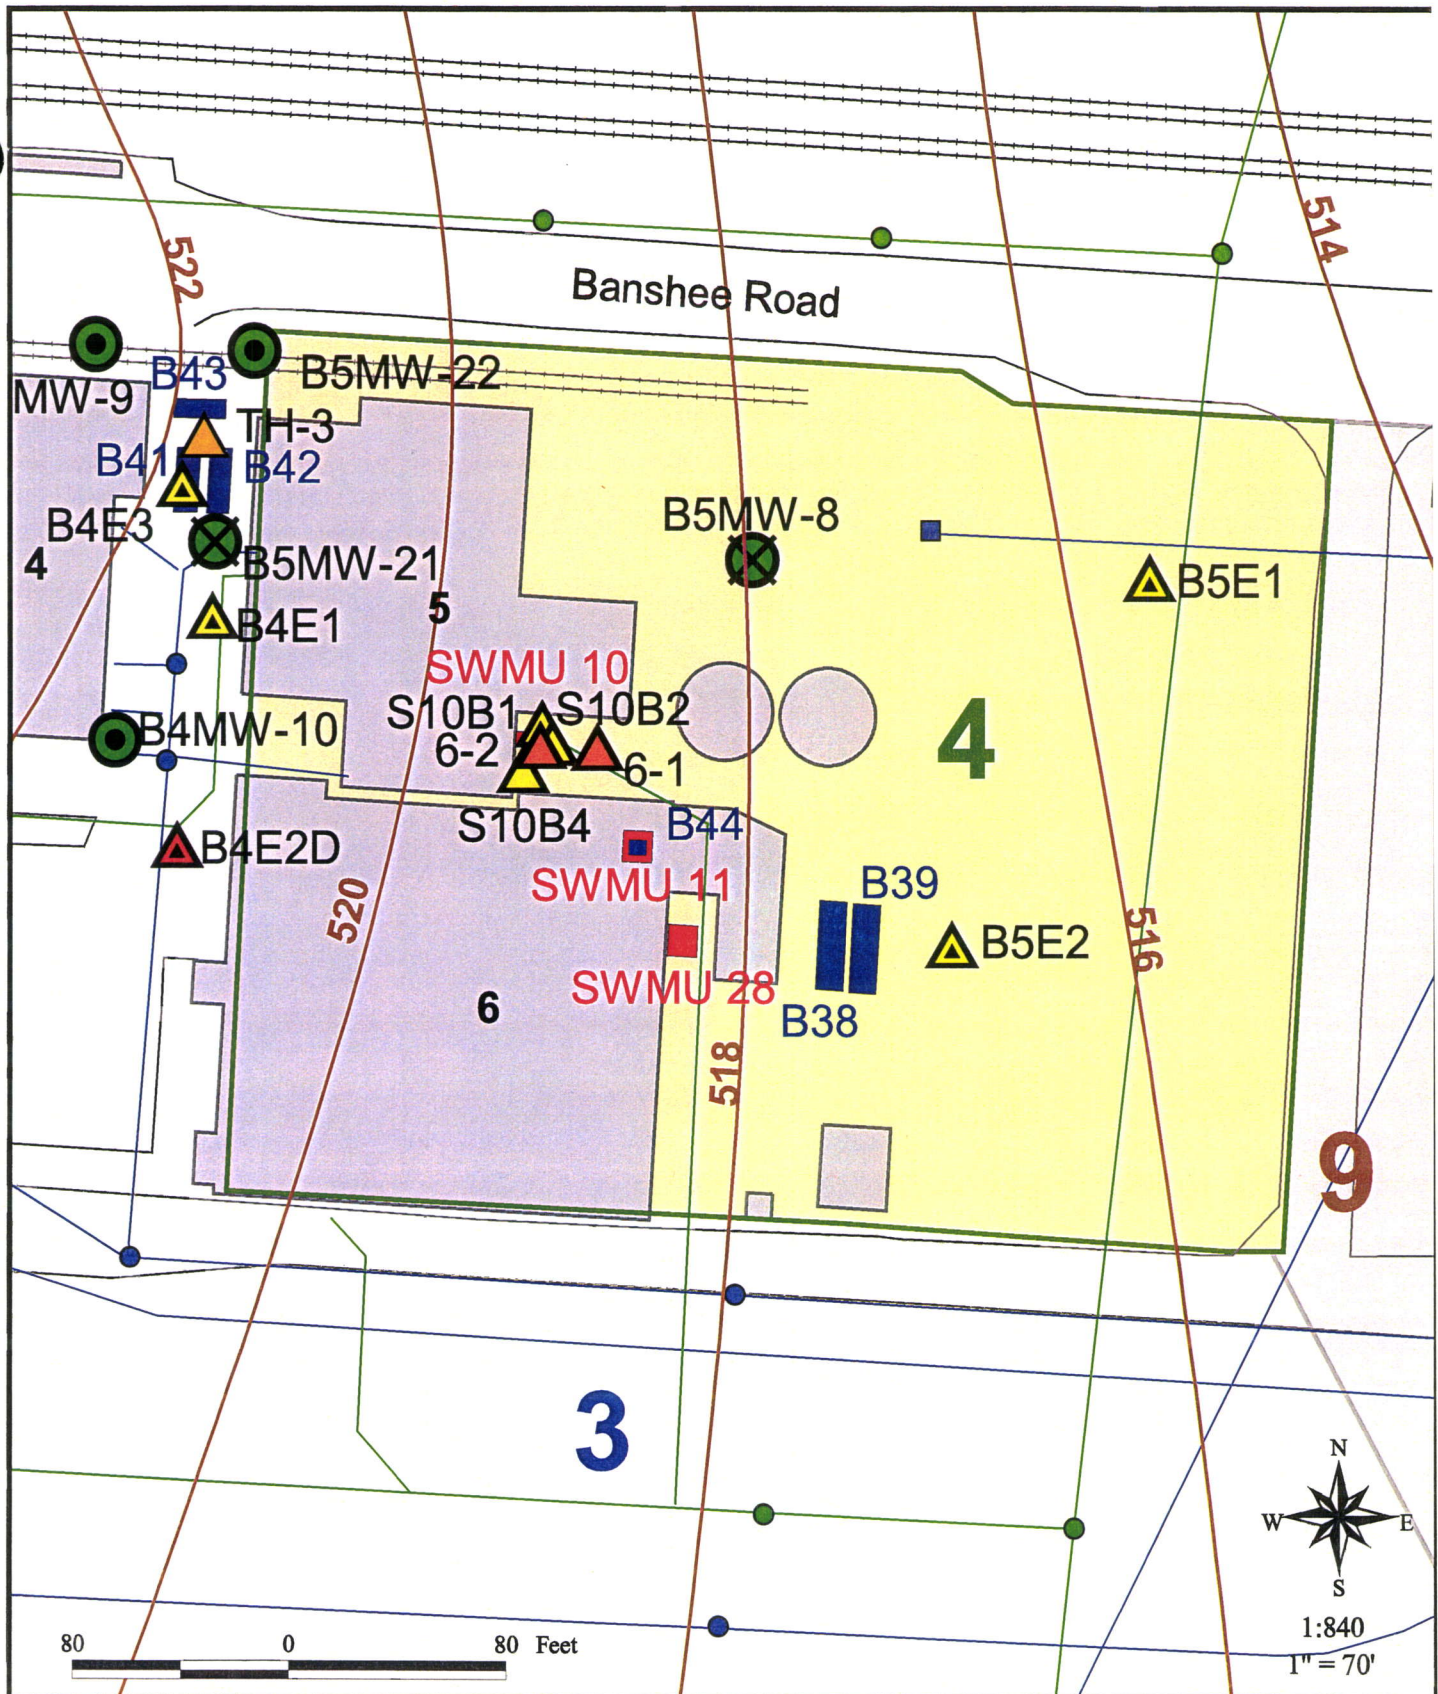 514
522
Banshee Road
B43
B5MW-22
MW-9
TH-3
B41
B42
B5MW-8
B4E3
B5MW-21
4
B5E1
5
B4E1
SWMU 10
S10B1
S10B2
B4MW-10
6-2
6-1
4
S10B4
B44
B4E2D
SWMU 11
B39
520
516
B5E2
SWMU 28
6
B38
518
9
3
N
W
E
S
80 0 80 Feet
1:840
1" = 70'